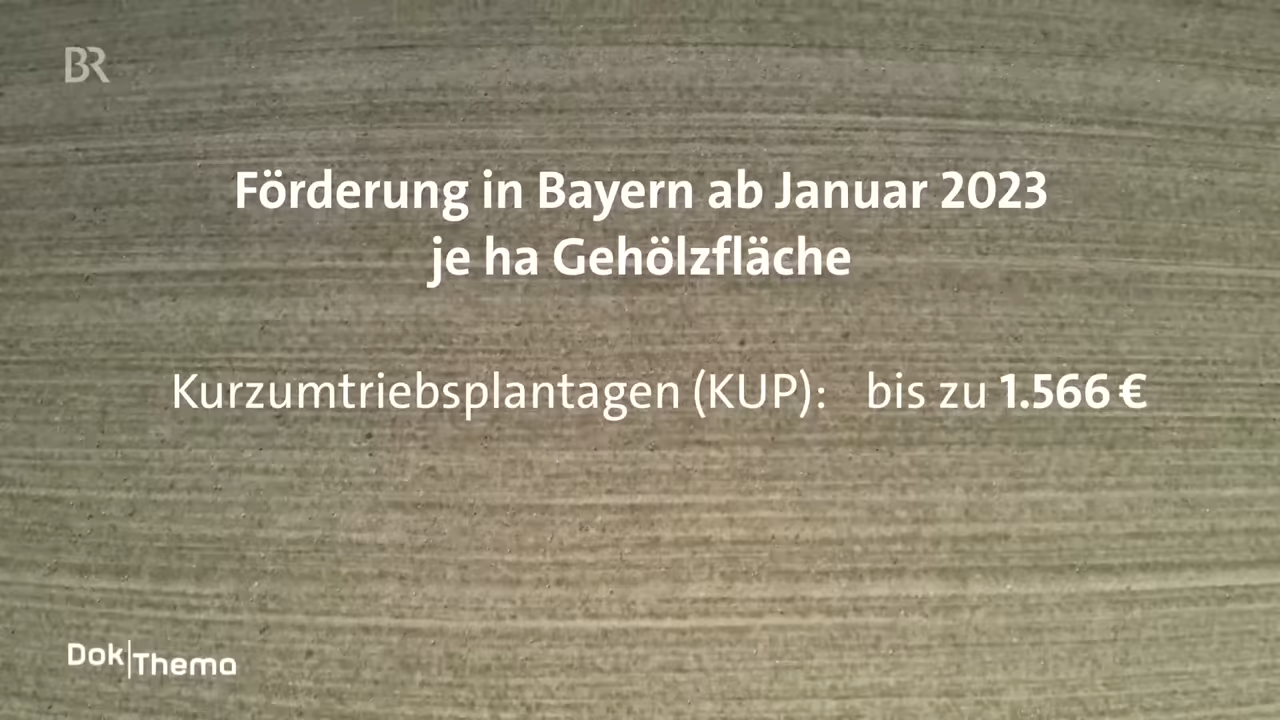 BR
Förderung in Bayern ab Januar 2023
je ha Gehölzfläche
Kurzumtriebsplantagen (KUP): bis zu 1.566 €
Dok|Thema